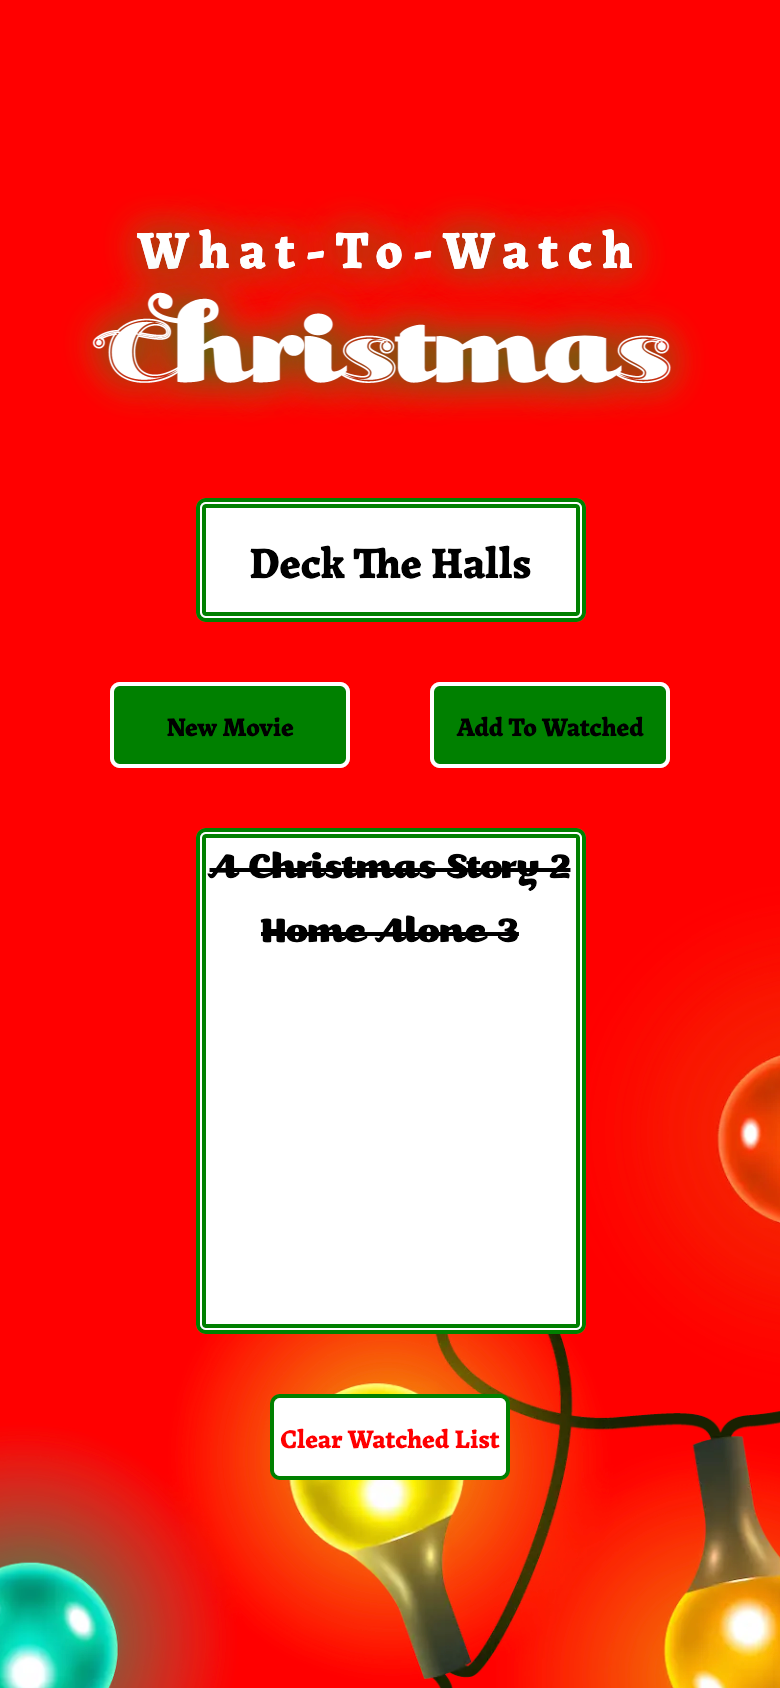 What-To-Watch
Christmas
Deck The Halls
New Movie
Add To Watched
A Christmas Story 2
Home Alone 3
Clear Watched List